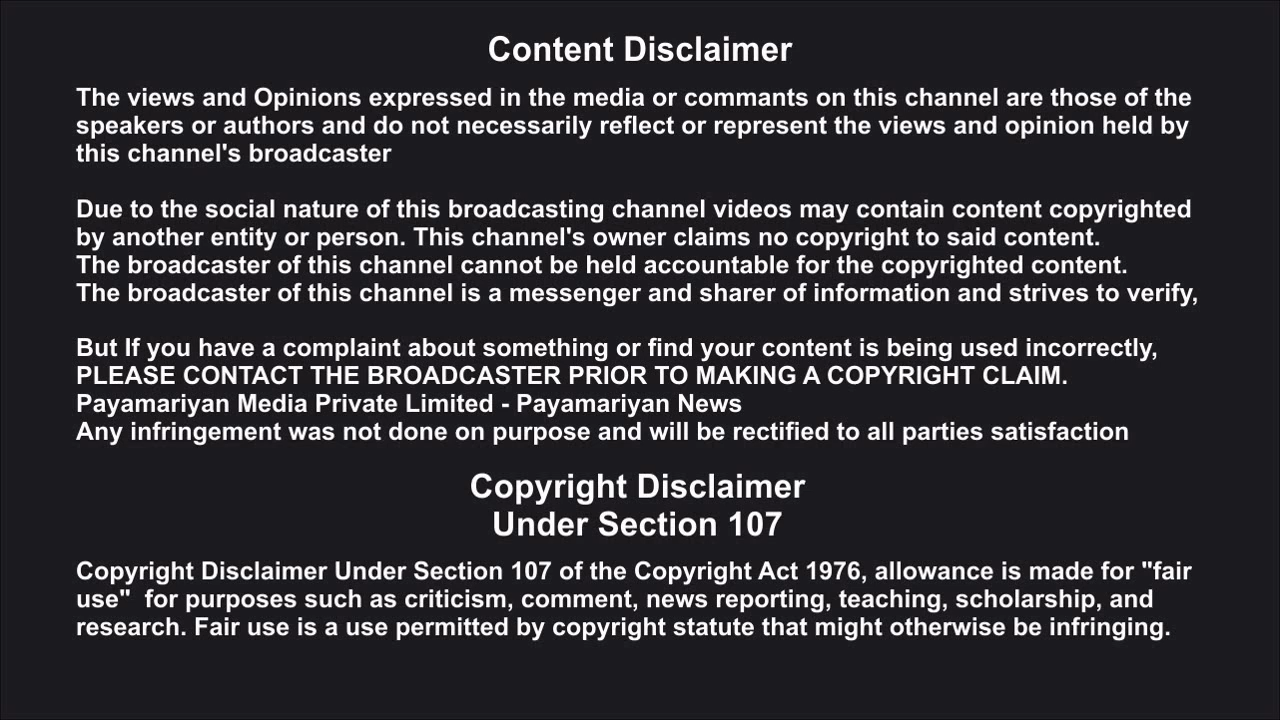 Content Disclaimer
The views and Opinions expressed in the media or commants on this channel are those of the
speakers or authors and do not necessarily reflect or represent the views and opinion held by
this channel's broadcaster
Due to the social nature of this broadcasting channel videos may contain content copyrighted
by another entity or person. This channel's owner claims no copyright to said content.
The broadcaster of this channel cannot be held accountable for the copyrighted content.
The broadcaster of this channel is a messenger and sharer of information and strives to verify,
But If you have a complaint about something or find your content is being used incorrectly,
PLEASE CONTACT THE BROADCASTER PRIOR TO MAKING A COPYRIGHT CLAIM.
Payamariyan Media Private Limited - Payamariyan News
Any infringement was not done on purpose and will be rectified to all parties satisfaction
Copyright Disclaimer
Under Section 107
Copyright Disclaimer Under Section 107 of the Copyright Act 1976, allowance is made for "fair
use"  for purposes such as criticism, comment, news reporting, teaching, scholarship, and
research. Fair use is a use permitted by copyright statute that might otherwise be infringing.